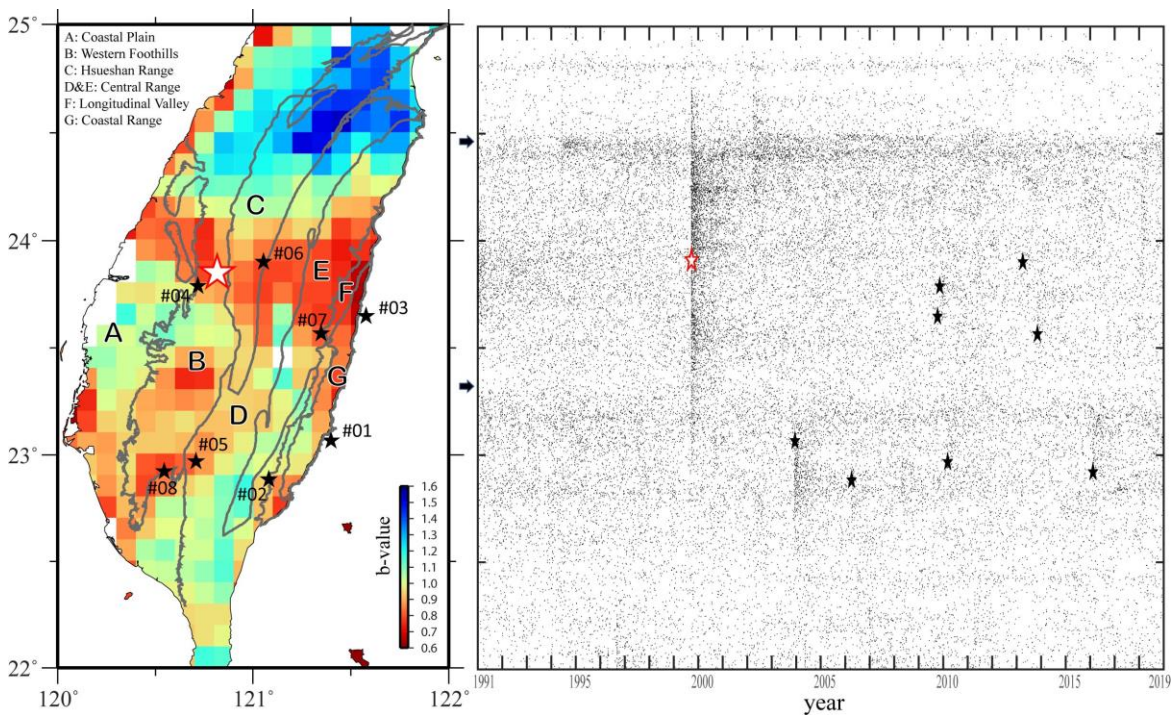 25°
A: Coastal Plain
B: Western Foothills
C: Hsueshan Range
D&E: Central Range
F: Longitudinal Valley
G: Coastal Range
C
24°
#06
E
#04
F
#03
#07
A
B
G
D
#01
#05
23°
#08
#02
1.6
1.5
1.4
1.3
1.2
1.1
1.0
0.9
0.8
0.7
0.6
b-value
22°
120°
121°
122°
1991
1995
2000
2005
2010
2015
2019
year